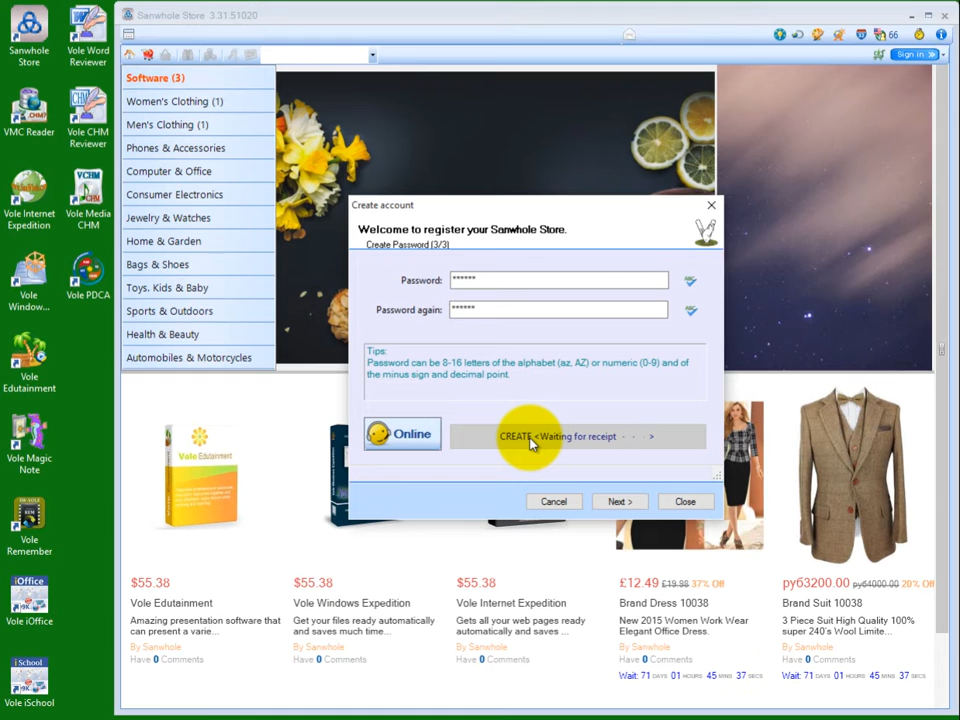 Sanwhole Store 3.31.51020
66
Sign in
Sanwhole
Store
Vole Word
Reviewer
VMC Reader
Vole CHM
Reviewer
Vole Internet
Expedition
Vole Media
CHM
Vole
Window...
Vole PDCA
Vole
Edutainment
Vole Magic
Note
Vole
Remember
iOffice
Vole iOffice
iSchool
Vole iSchool
Software (3)
Women's Clothing (1)
Men's Clothing (1)
Phones & Accessories
Computer & Office
Consumer Electronics
Jewelry & Watches
Home & Garden
Bags & Shoes
Toys. Kids & Baby
Sports & Outdoors
Health & Beauty
Automobiles & Motorcycles
Create account
Welcome to register your Sanwhole Store.
Create Password (3/3)
Password: ******
Password again: ******
Tips:
Password can be 8-16 letters of the alphabet (az, AZ) or numeric (0-9) and of
the minus sign and decimal point.
Online
CREATE <Waiting for receipt · · · >
Cancel
Next >
Close
Vole Edutainment
$55.38
Vole Edutainment
Amazing presentation software that
can present a varie...
By Sanwhole
Have 0 Comments
$55.38
Vole Windows Expedition
Get your files ready automatically
and saves much time...
By Sanwhole
Have 0 Comments
$55.38
Vole Internet Expedition
Gets all your web pages ready
automatically and saves ...
By Sanwhole
Have 0 Comments
£12.49 £19.98 37% Off
Brand Dress 10038
New 2015 Women Work Wear
Elegant Office Dress.
By Sanwhole
Have 0 Comments
Wait: 71 DAYS 01 HOURS 45 MINS 37 SECS
руб3200.00 руб4000.00 20% Off
Brand Suit 10038
3 Piece Suit High Quality 100%
super 240`s Wool Limite...
By Sanwhole
Have 0 Comments
Wait: 71 DAYS 01 HOURS 45 MINS 37 SECS